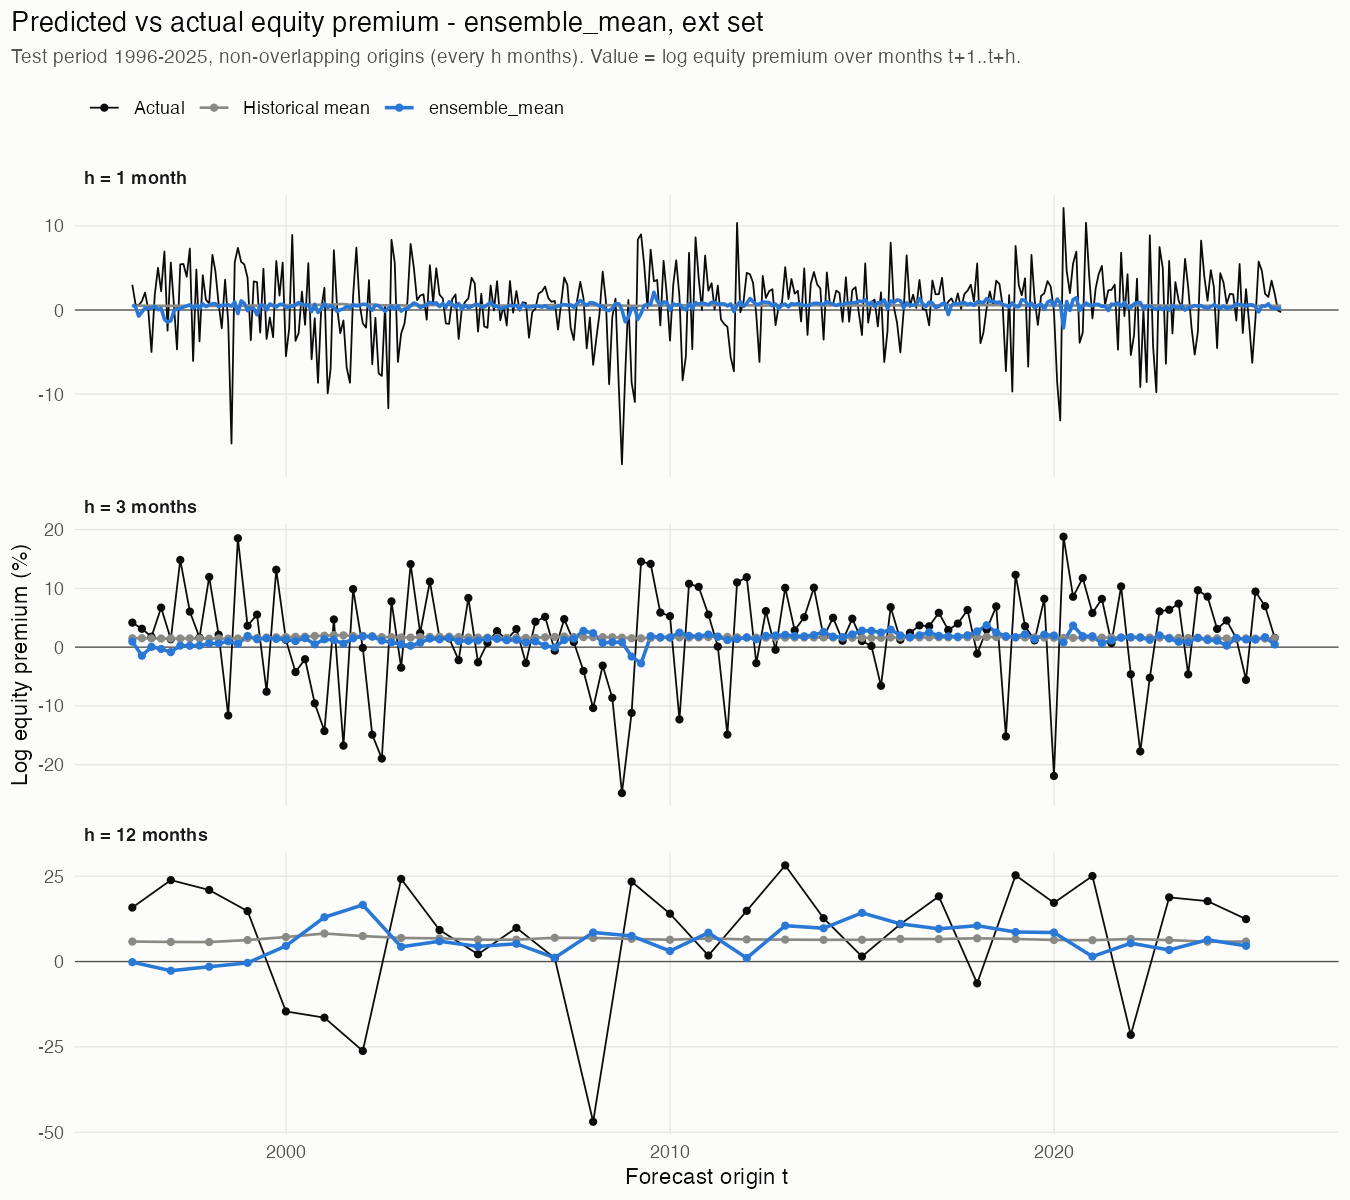 Predicted vs actual equity premium - ensemble_mean, ext set
Test period 1996-2025, non-overlapping origins (every h months). Value = log equity premium over months t+1..t+h.
Actual Historical mean ensemble_mean
h = 1 month
10
0
-10
h = 3 months
20
10
0
-10
-20
Log equity premium (%)
h = 12 months
25
0
-25
-50
2000 2010 2020
Forecast origin t